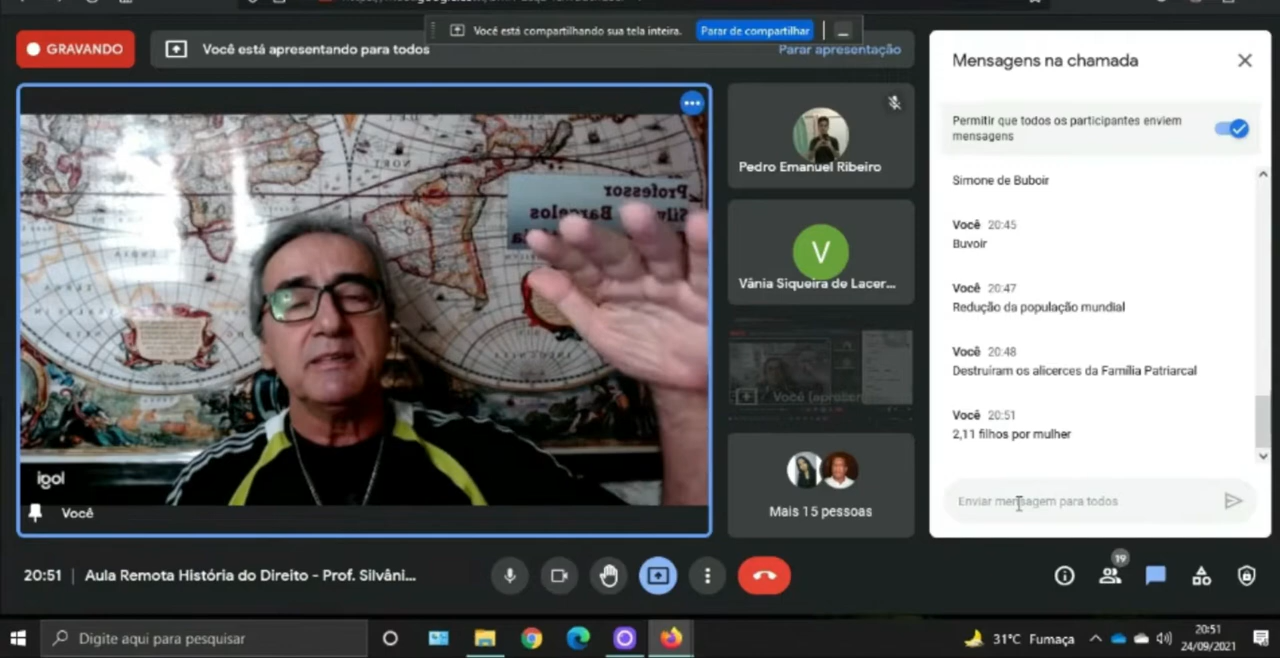 Você está compartilhando sua tela inteira.
Parar de compartilhar
GRAVANDO
Você está apresentando para todos
Parar apresentação
NORT
Professor
Barcelos
igol
Você
Pedro Emanuel Ribeiro
V
Vânia Siqueira de Lacer...
Mais 15 pessoas
Mensagens na chamada
Permitir que todos os participantes enviem
mensagens
Simone de Buboir
Você 20:45
Buvoir
Você 20:47
Redução da população mundial
Você 20:48
Destruiram os alicerces da Família Patriarcal
Você 20:51
2,11 filhos por mulher
Enviar mensagem para todos
20:51 | Aula Remota História do Direito - Prof. Silvâni...
19
Digite aqui para pesquisar
31°C Fumaça
20:51
24/09/2021